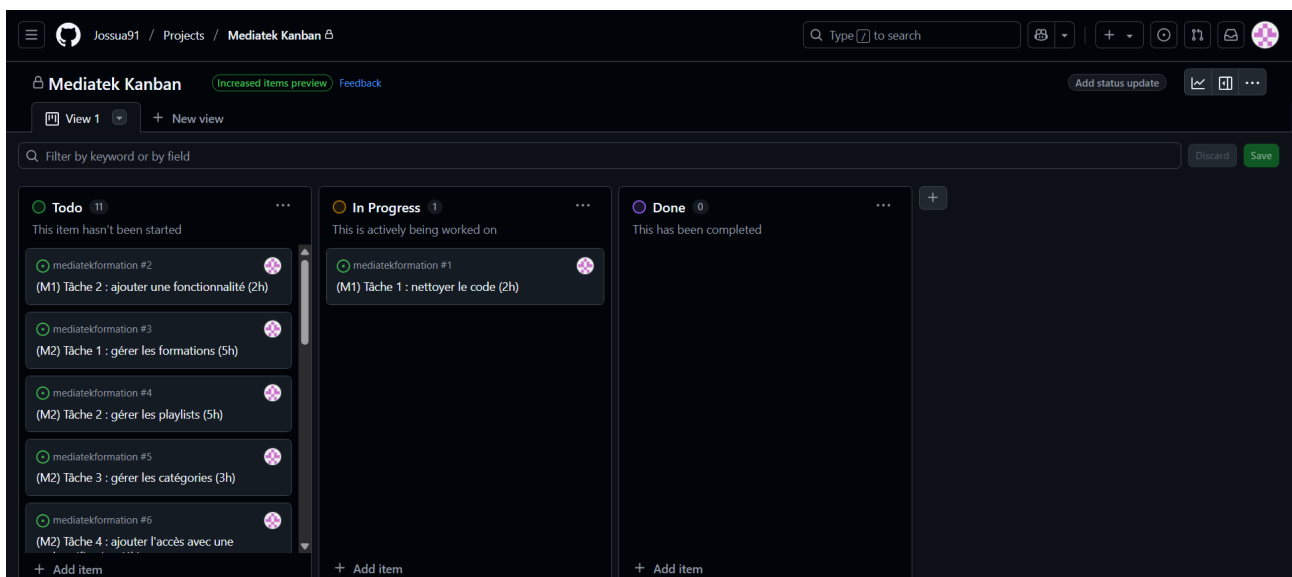 Jossua91 / Projects / Mediatek Kanban
Type / to search
Mediatek Kanban
Increased items preview
Feedback
Add status update
View 1
+ New view
Filter by keyword or by field
Discard
Save
Todo 11
This item hasn't been started
mediatekformation #2
(M1) Tâche 2 : ajouter une fonctionnalité (2h)
mediatekformation #3
(M2) Tâche 1 : gérer les formations (5h)
mediatekformation #4
(M2) Tâche 2 : gérer les playlists (5h)
mediatekformation #5
(M2) Tâche 3 : gérer les catégories (3h)
mediatekformation #6
(M2) Tâche 4 : ajouter l'accès avec une
+ Add item
In Progress 1
This is actively being worked on
mediatekformation #1
(M1) Tâche 1 : nettoyer le code (2h)
+ Add item
Done 0
This has been completed
+ Add item